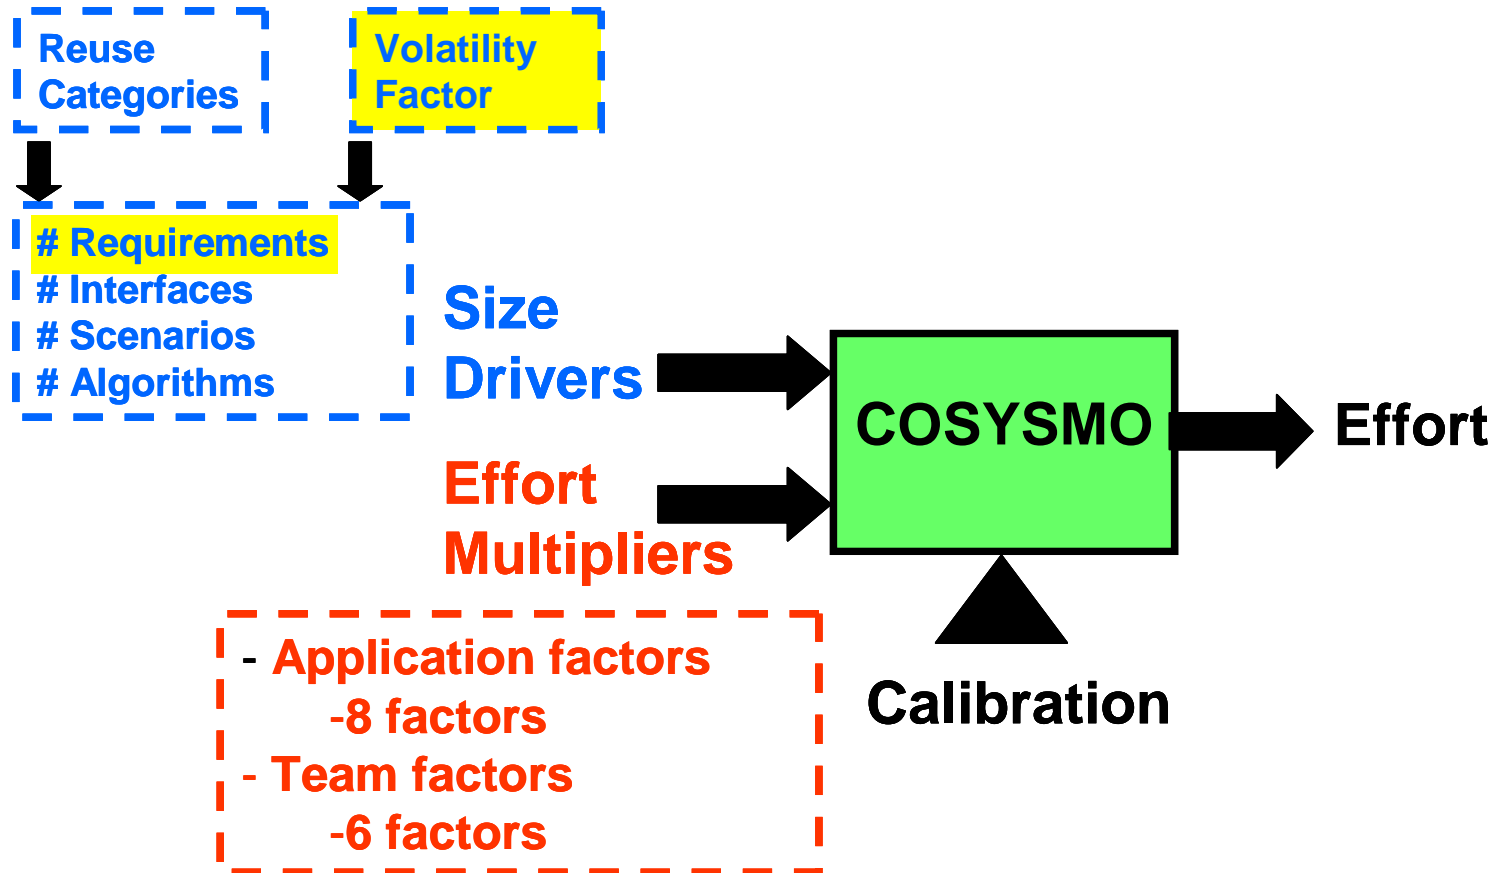 Reuse
Categories
Volatility
Factor
# Requirements
# Interfaces
# Scenarios
# Algorithms
Size
Drivers
COSYSMO
Effort
Effort
Multipliers
- Application factors
-8 factors
- Team factors
-6 factors
Calibration